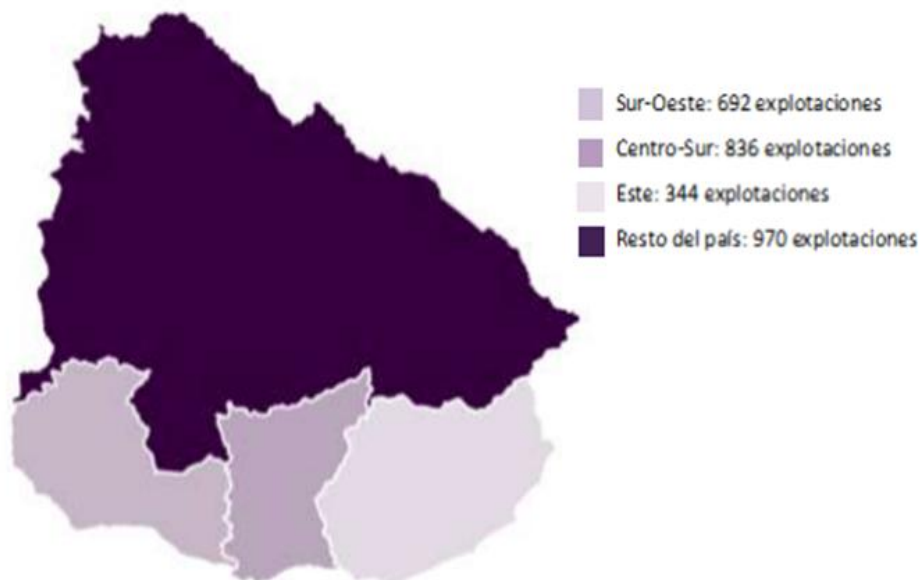 Sur-Oeste: 692 explotaciones
Centro-Sur: 836 explotaciones
Este: 344 explotaciones
Resto del país: 970 explotaciones